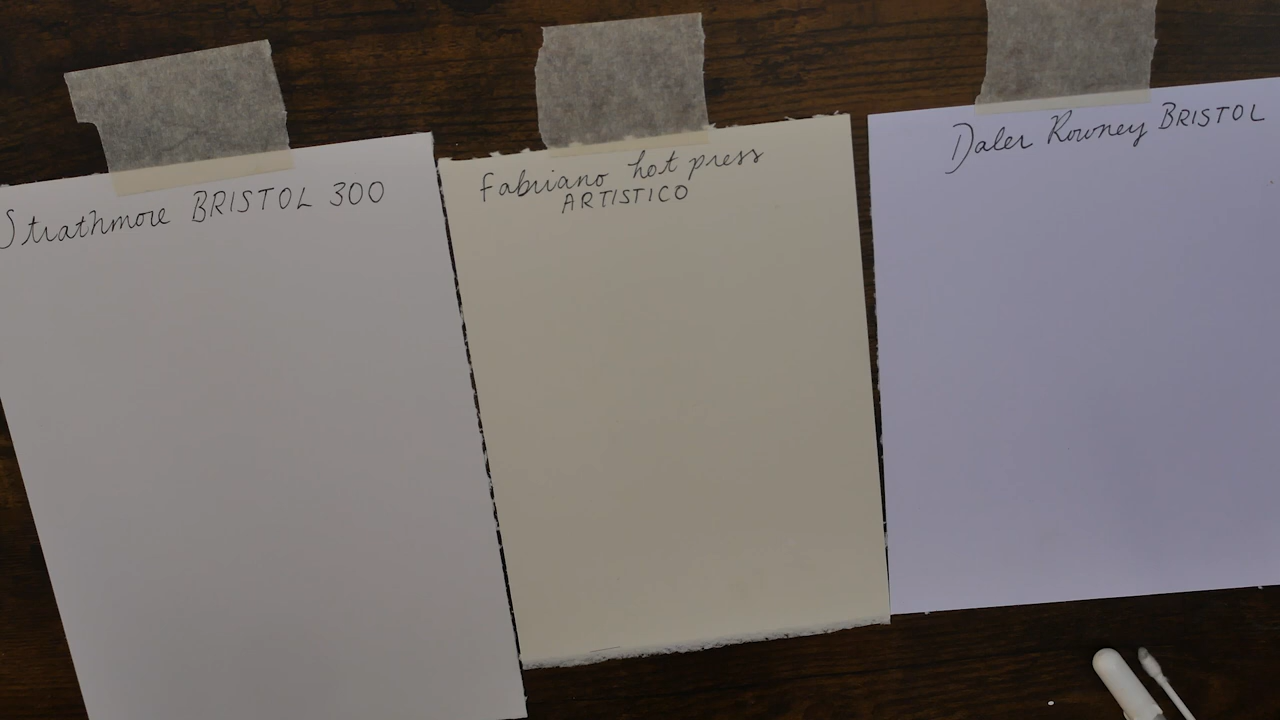 Strathmore BRISTOL 300
Fabriano hot press
ARTISTICO
Daler Rowney BRISTOL